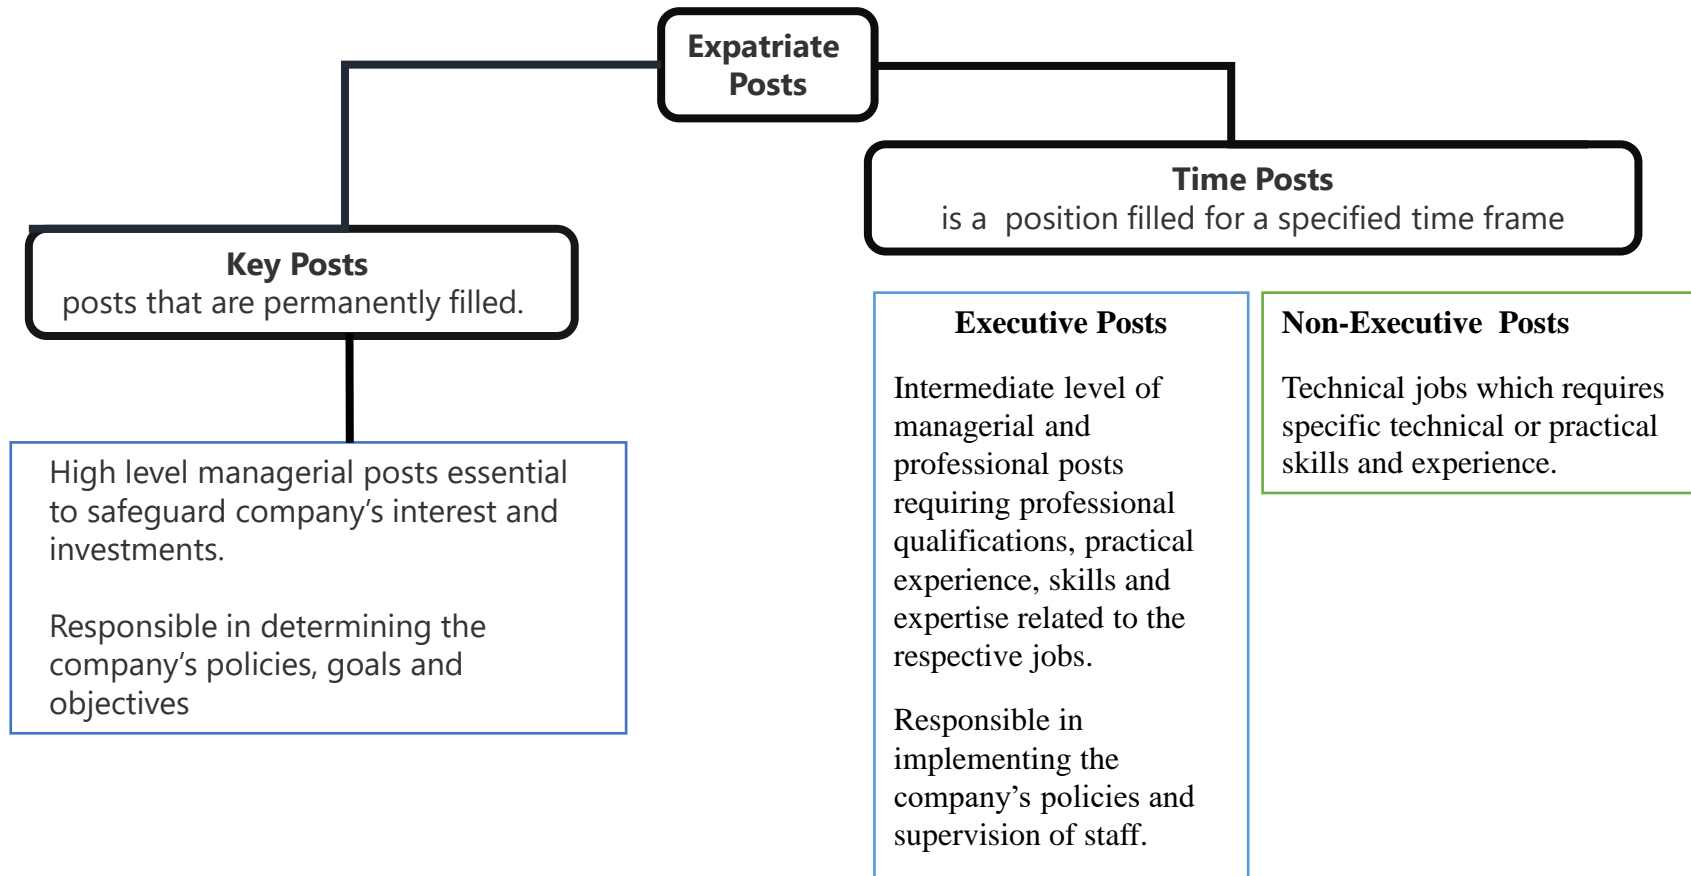 Expatriate
Posts
Time Posts
is a position filled for a specified time frame
Key Posts
posts that are permanently filled.
High level managerial posts essential
to safeguard company’s interest and
investments.
Responsible in determining the
company’s policies, goals and
objectives
Executive Posts
Intermediate level of
managerial and
professional posts
requiring professional
qualifications, practical
experience, skills and
expertise related to the
respective jobs.
Responsible in
implementing the
company’s policies and
supervision of staff.
Non-Executive Posts
Technical jobs which requires
specific technical or practical
skills and experience.